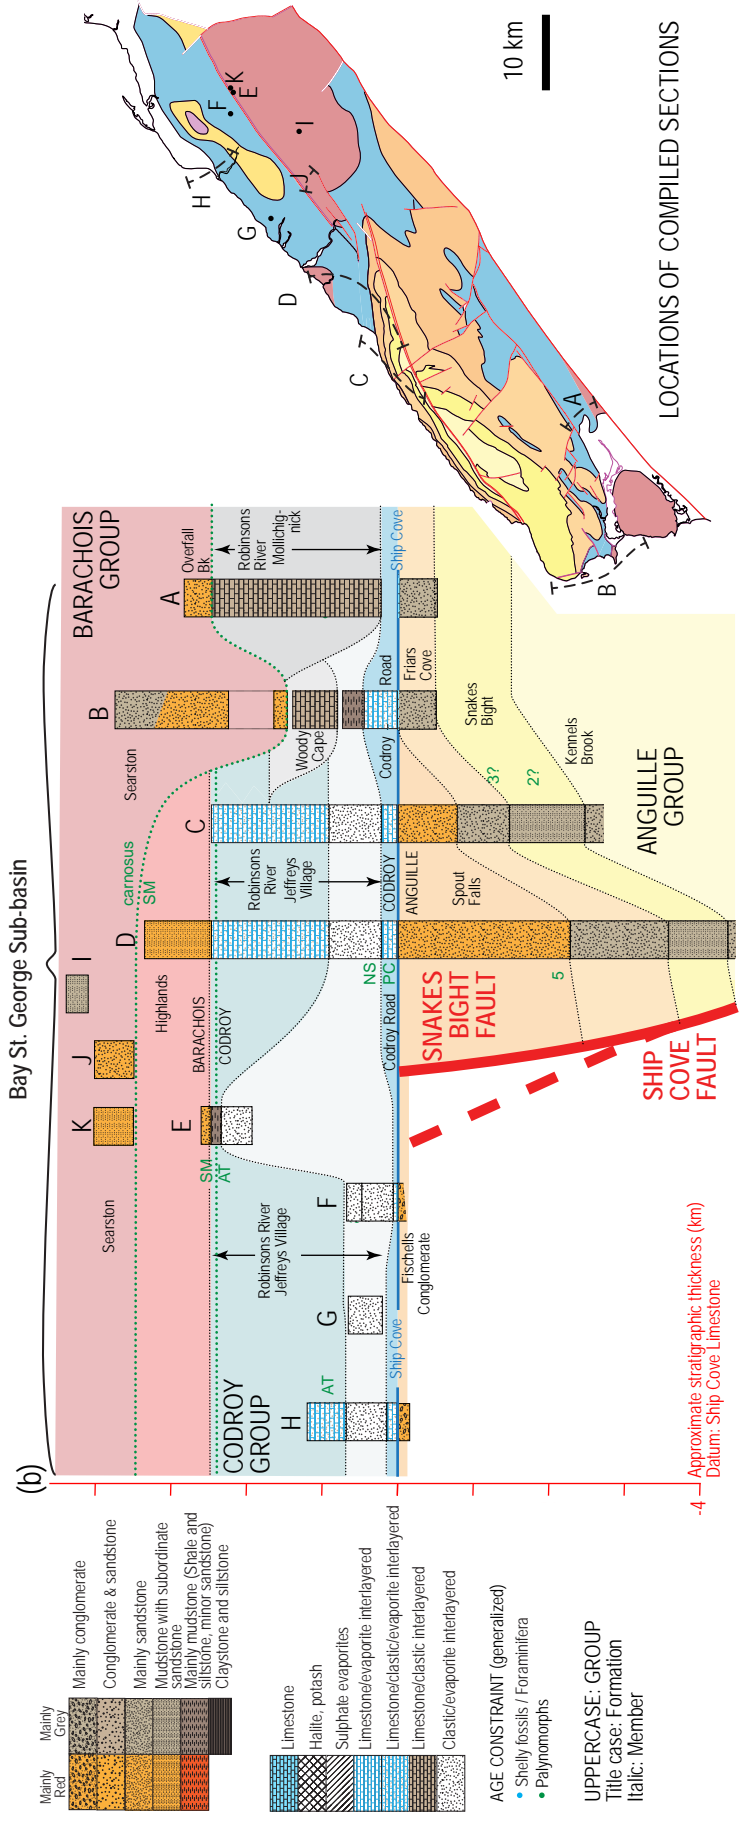 (b)
Bay St. George Sub-basin
BARACHOIS
GROUP
Searston
Searston
carnosus
SM
Highlands
BARACHOIS
CODROY
SM
AT
K
J
I
E
D
C
B
A
H
G
F
Overfall
Bk
Robinsons
River
Mollichig-
nick
Ship Cove
Woody
Cape
Codroy
Road
Friars
Cove
Snakes
Bight
Kennels
Brook
3?
2?
Robinsons
River
Jeffreys
Village
CODROY
ANGUILLE
Spout
Falls
5
NS
PC
Codroy Road
ANGUILLE
GROUP
SNAKES
BIGHT
FAULT
SHIP
COVE
FAULT
Robinsons River
Jeffreys Village
Fischells
Conglomerate
CODROY
GROUP
AT
Ship Cove
-4
Approximate stratigraphic thickness (km)
Datum: Ship Cove Limestone
Mainly
Red
Mainly
Grey
Mainly conglomerate
Conglomerate & sandstone
Mainly sandstone
Mudstone with subordinate
sandstone
Mainly mudstone (Shale and
siltstone, minor sandstone)
Claystone and siltstone
Limestone
Halite, potash
Sulphate evaporites
Limestone/evaporite interlayered
Limestone/clastic/evaporite interlayered
Limestone/clastic interlayered
Clastic/evaporite interlayered
AGE CONSTRAINT (generalized)
Shelly fossils / Foraminifera
Palynomorphs
UPPERCASE: GROUP
Title case: Formation
Italic: Member
10 km
H
A
F
K
E
I
J
G
D
C
A
B
LOCATIONS OF COMPILED SECTIONS